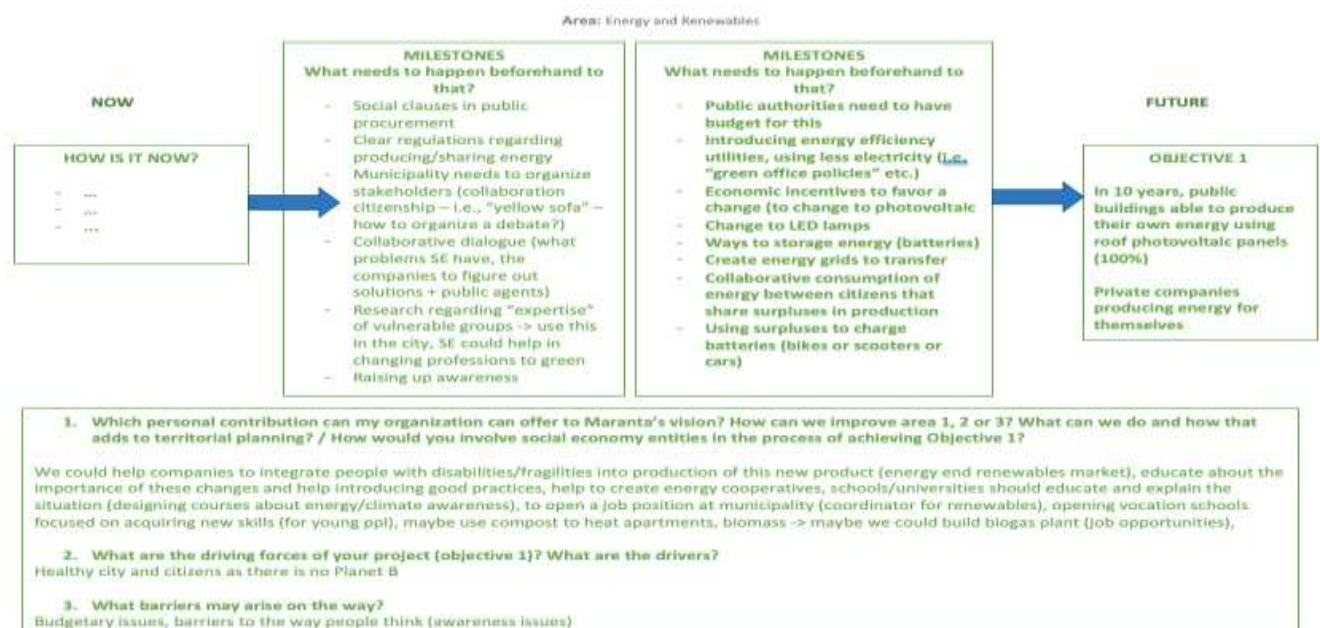 Area: Energy and Renewables
NOW
HOW IS IT NOW?
- ...
- ...
- ...
MILESTONES
What needs to happen beforehand to
that?
- Social clauses in public
procurement
- Clear regulations regarding
producing/sharing energy
- Municipality needs to organize
stakeholders (collaboration
citizenship – i.e., "yellow sofa" –
how to organize a debate?)
- Collaborative dialogue (what
problems SE have, the
companies to figure out
solutions + public agents)
- Research regarding "expertise"
of vulnerable groups -> use this
in the city, SE could help in
changing professions to green
- Raising up awareness
MILESTONES
What needs to happen beforehand to
that?
- Public authorities need to have
budget for this
- Introducing energy efficiency
utilities, using less electricity (i.e.
"green office policies" etc.)
- Economic incentives to favor a
change (to change to photovoltaic
- Change to LED lamps
- Ways to storage energy (batteries)
- Create energy grids to transfer
- Collaborative consumption of
energy between citizens that
share surpluses in production
- Using surpluses to charge
batteries (bikes or scooters or
cars)
FUTURE
OBJECTIVE 1
In 10 years, public
buildings able to produce
their own energy using
roof photovoltaic panels
(100%)
Private companies
producing energy for
themselves
1. Which personal contribution can my organization can offer to Maranta's vision? How can we improve area 1, 2 or 3? What can we do and how that
adds to territorial planning? / How would you involve social economy entities in the process of achieving Objective 1?
We could help companies to integrate people with disabilities/fragilities into production of this new product (energy end renewables market), educate about the
importance of these changes and help introducing good practices, help to create energy cooperatives, schools/universities should educate and explain the
situation (designing courses about energy/climate awareness), to open a job position at municipality (coordinator for renewables), opening vocation schools
focused on acquiring new skills (for young ppl), maybe use compost to heat apartments, biomass -> maybe we could build biogas plant (job opportunities),
2. What are the driving forces of your project (objective 1)? What are the drivers?
Healthy city and citizens as there is no Planet B
3. What barriers may arise on the way?
Budgetary issues, barriers to the way people think (awareness issues)